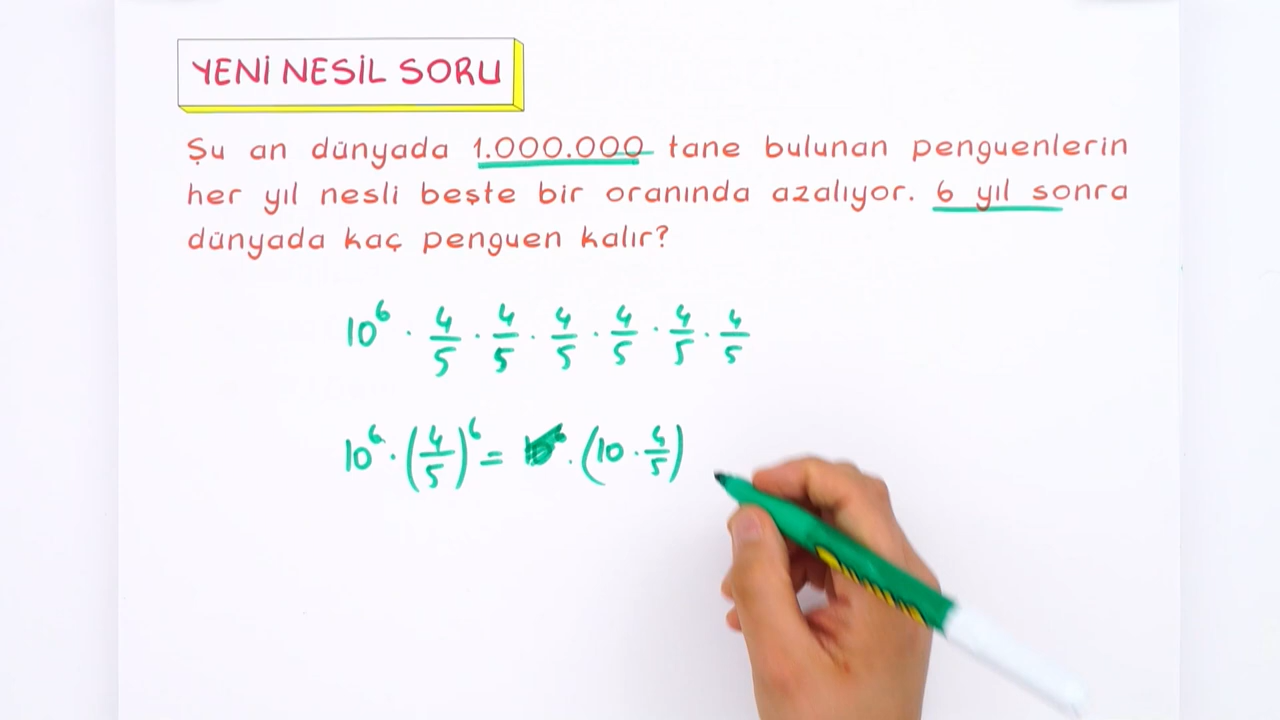 YENİ NESİL SORU
Şu an dünyada 1.000.000 tane bulunan penguenlerin
her yıl nesli beşte bir oranında azalıyor. 6 yıl sonra
dünyada kaç penguen kalır?
10⁶ · 4/5 · 4/5 · 4/5 · 4/5 · 4/5 · 4/5
10⁶ · (4/5)⁶ = · (10 · 4/5)